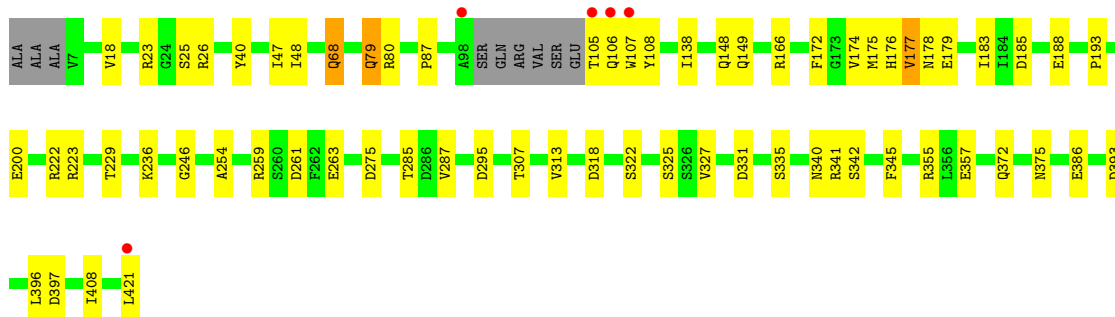 ALA ALA ALA V7 V18 R23 G24 S25 R26 Y40 I47 I48 Q68 Q79 R80 P87 A98 SER GLN ARG VAL SER GLU T105 Q106 W107 Y108 I138 Q148 Q149 R166 F172 G173 V174 M175 H176 V177 N178 E179 I183 I184 D185 E188 P193
E200 R222 R223 T229 K236 G246 A254 R259 S260 D261 F262 E263 D275 T285 D286 V287 D295 T307 V313 D318 S322 S325 S326 V327 D331 S335 N340 R341 S342 F345 R355 L356 E357 Q372 N375 E386 D393
L396 D397 I408 L421